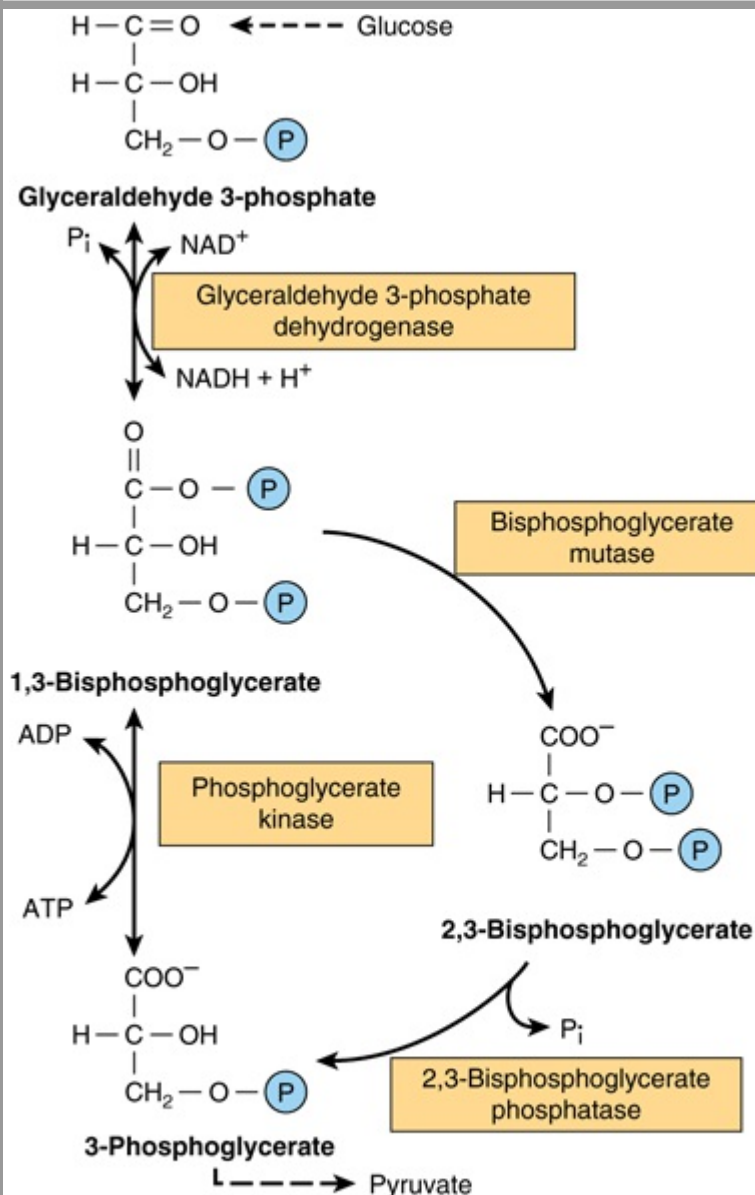 H—C=O
Glucose
H—C—OH
CH₂—O—P
Glyceraldehyde 3-phosphate
Pi
NAD⁺
Glyceraldehyde 3-phosphate
dehydrogenase
NADH + H⁺
O
C—O—P
H—C—OH
CH₂—O—P
Bisphosphoglycerate
mutase
1,3-Bisphosphoglycerate
ADP
Phosphoglycerate
kinase
ATP
COO⁻
H—C—O—P
CH₂—O—P
2,3-Bisphosphoglycerate
COO⁻
H—C—OH
CH₂—O—P
Pi
2,3-Bisphosphoglycerate
phosphatase
3-Phosphoglycerate
Pyruvate